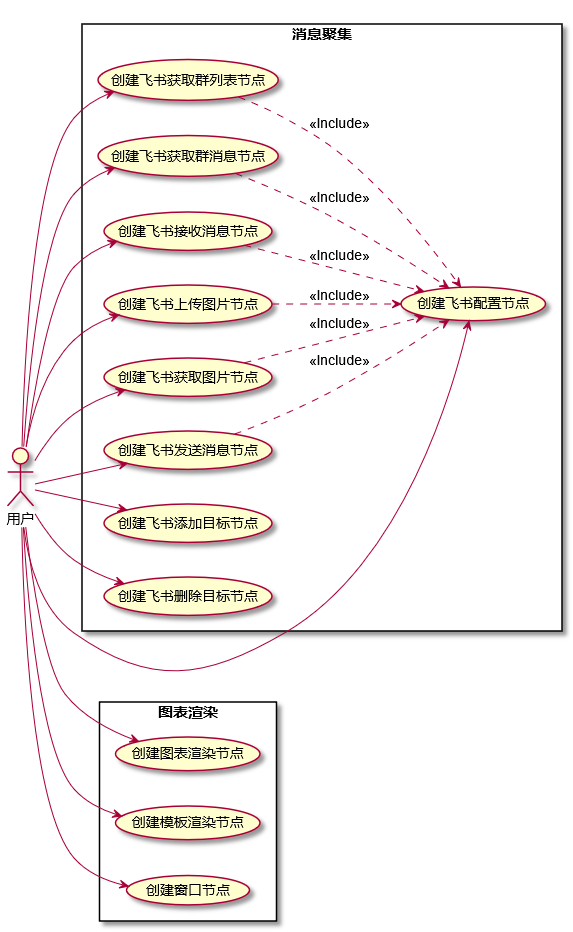 消息聚集
创建飞书获取群列表节点
«Include»
创建飞书获取群消息节点
«Include»
创建飞书接收消息节点
«Include»
创建飞书上传图片节点
«Include»
创建飞书配置节点
«Include»
创建飞书获取图片节点
«Include»
创建飞书发送消息节点
用户
创建飞书添加目标节点
创建飞书删除目标节点
图表渲染
创建图表渲染节点
创建模板渲染节点
创建窗口节点